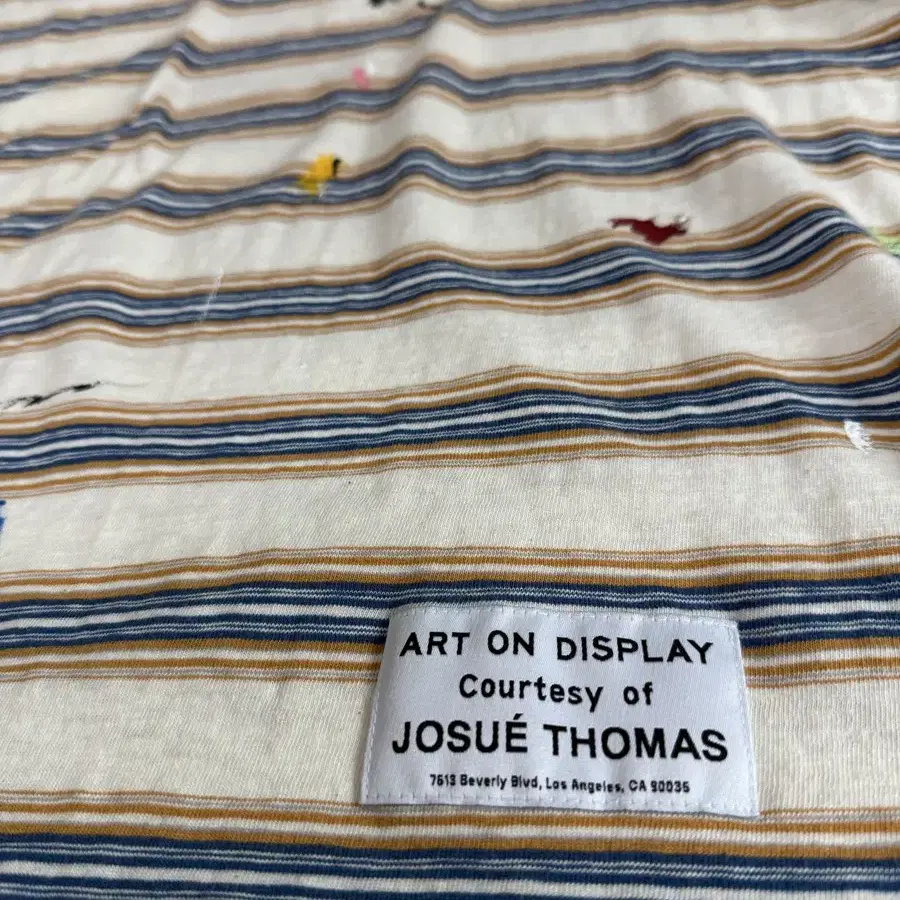 ART ON DISPLAY
Courtesy of
JOSUÉ THOMAS
7613 Beverly Blvd, Los Angeles, CA 90036